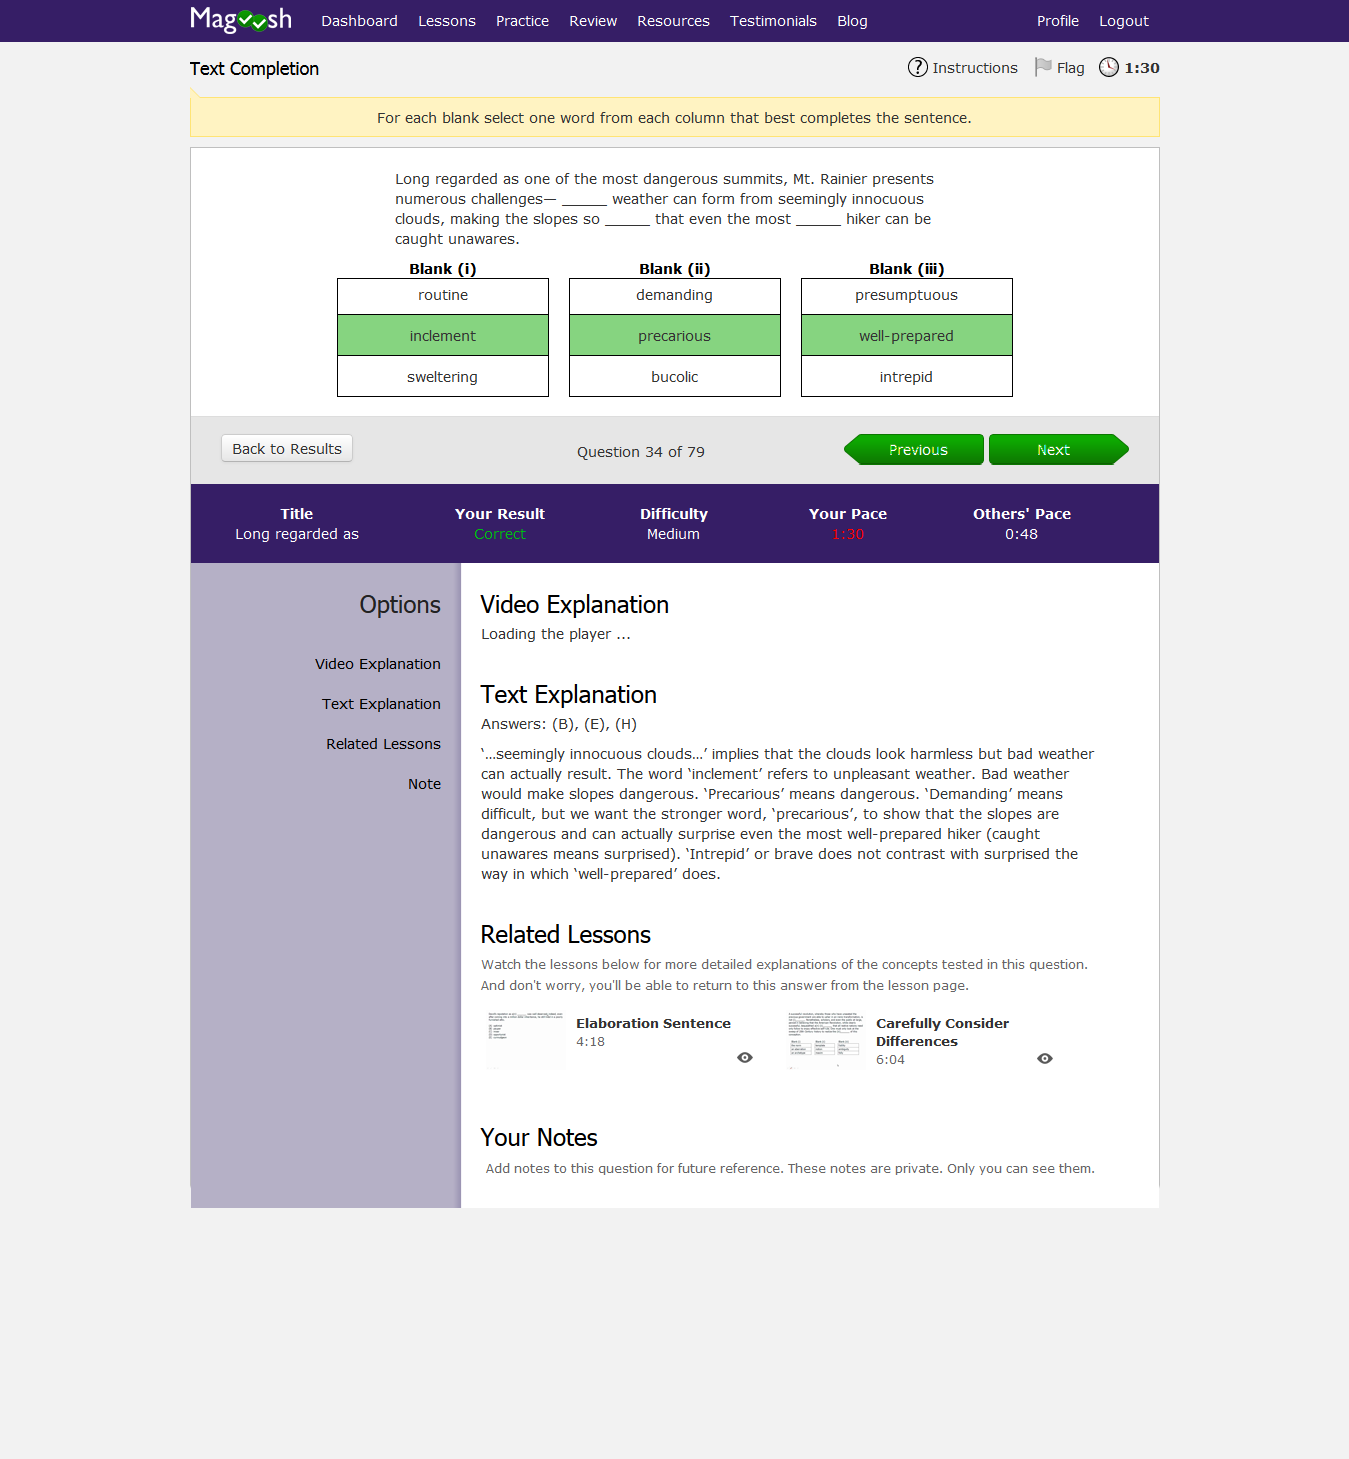 Magoosh Dashboard Lessons Practice Review Resources Testimonials Blog Profile Logout
Text Completion Instructions Flag 1:30
For each blank select one word from each column that best completes the sentence.
Long regarded as one of the most dangerous summits, Mt. Rainier presents
numerous challenges— _____ weather can form from seemingly innocuous
clouds, making the slopes so _____ that even the most _____ hiker can be
caught unawares.
Blank (i) Blank (ii) Blank (iii)
routine demanding presumptuous
inclement precarious well-prepared
sweltering bucolic intrepid
Back to Results Question 34 of 79 Previous Next
Title Your Result Difficulty Your Pace Others' Pace
Long regarded as Correct Medium 1:30 0:48
Options
Video Explanation
Text Explanation
Related Lessons
Note
Video Explanation
Loading the player ...
Text Explanation
Answers: (B), (E), (H)
‘…seemingly innocuous clouds…’ implies that the clouds look harmless but bad weather
can actually result. The word ‘inclement’ refers to unpleasant weather. Bad weather
would make slopes dangerous. ‘Precarious’ means dangerous. ‘Demanding’ means
difficult, but we want the stronger word, ‘precarious’, to show that the slopes are
dangerous and can actually surprise even the most well-prepared hiker (caught
unawares means surprised). ‘Intrepid’ or brave does not contrast with surprised the
way in which ‘well-prepared’ does.
Related Lessons
Watch the lessons below for more detailed explanations of the concepts tested in this question.
And don't worry, you'll be able to return to this answer from the lesson page.
Elaboration Sentence
4:18
Carefully Consider
Differences
6:04
Your Notes
Add notes to this question for future reference. These notes are private. Only you can see them.